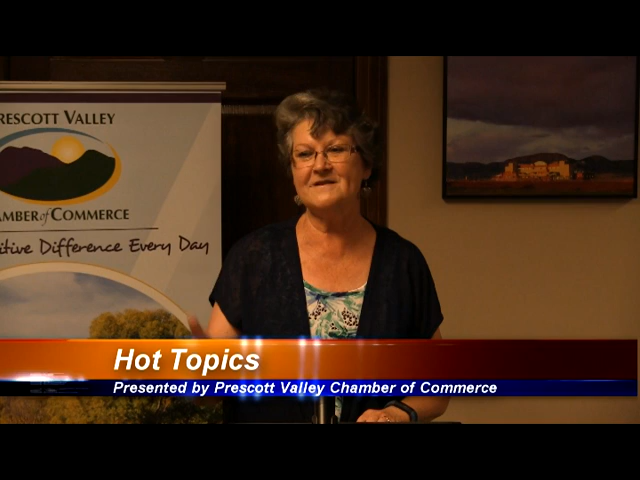 PRESCOTT VALLEY
CHAMBER of COMMERCE
itive Difference Every Day
Hot Topics
Presented by Prescott Valley Chamber of Commerce